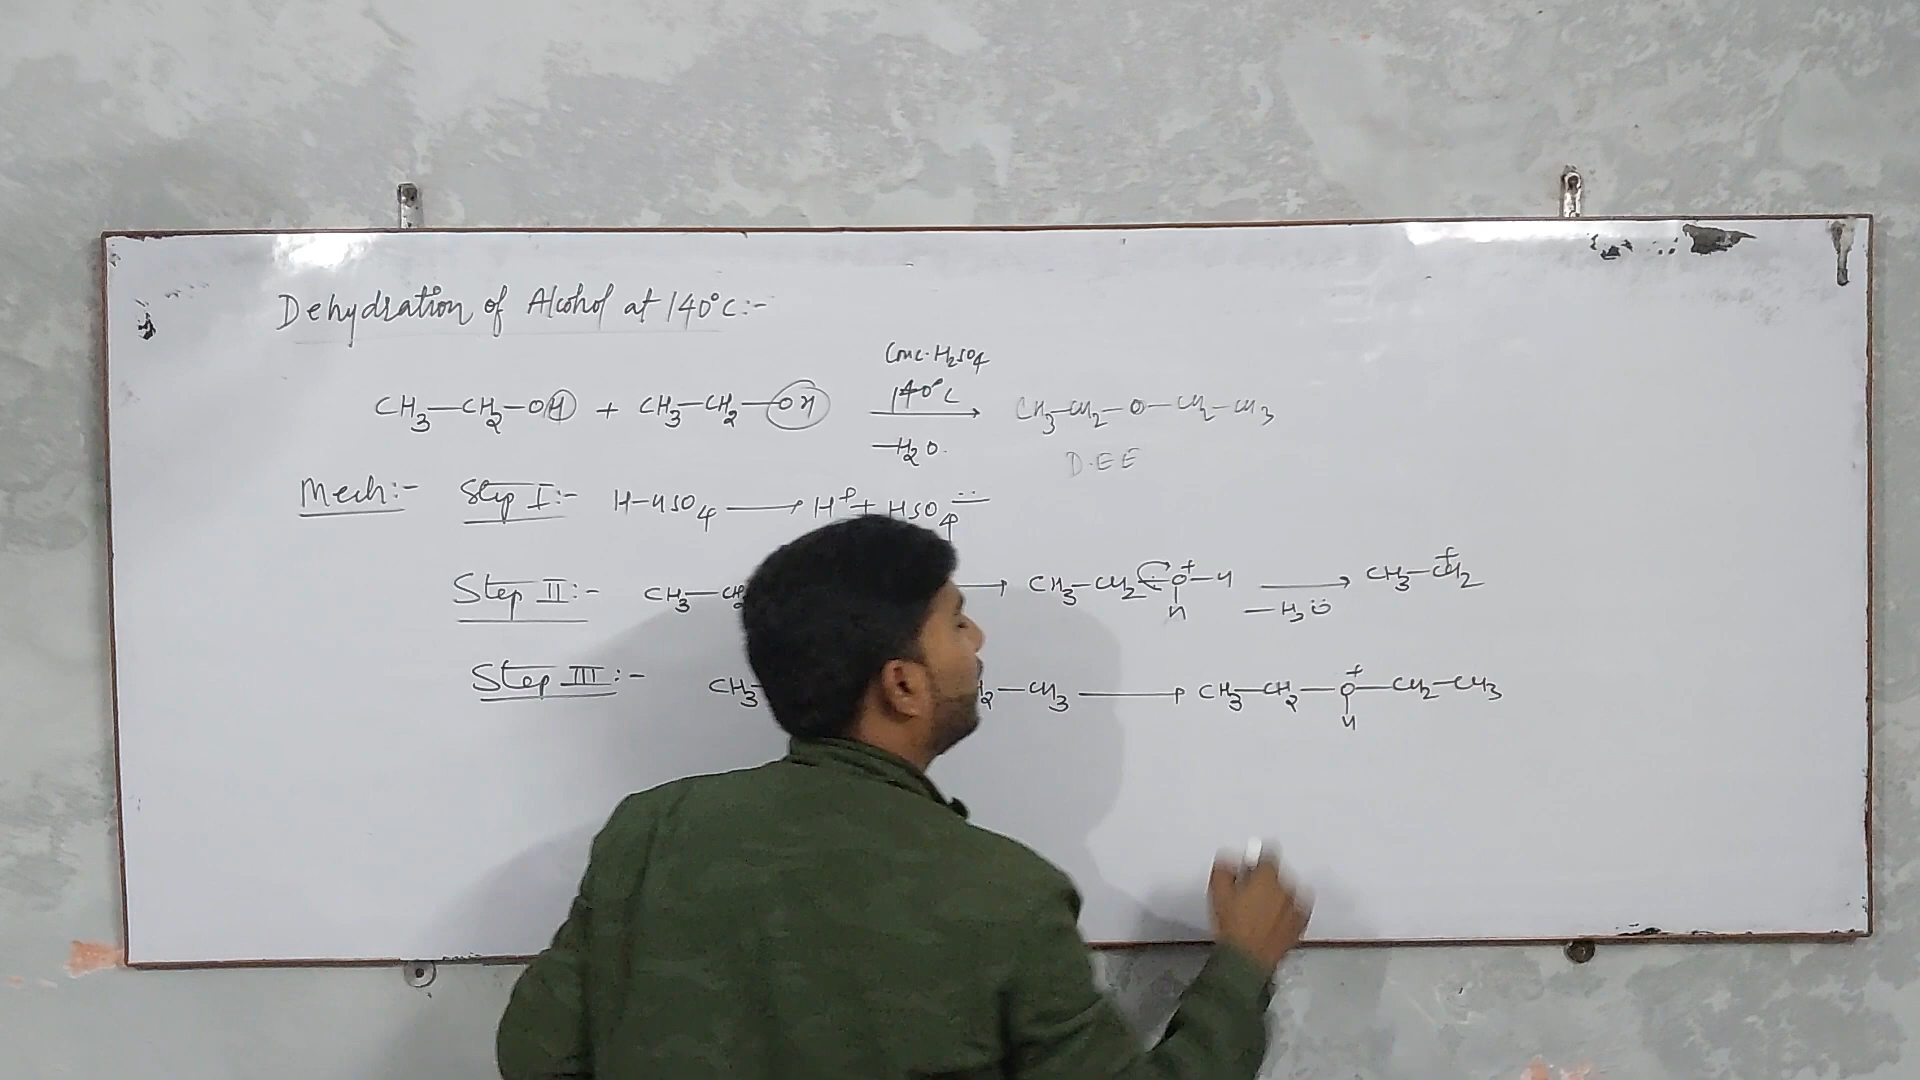 Dehydration of Alcohol at 140°C:-
Conc. H2SO4
140°C
CH3—CH2—OH + CH3—CH2—OH ⟶ CH3—CH2—O—CH2—CH3
—H2O.
D.E E
Mech:- Step I:- H—HSO4 ⟶ H+ + HSO4
Step II:- CH3—CH2 ⟶ CH3—CH2—O+—H ⟶ CH3—C+H2
H —H2O
Step III:- CH3 —CH3 ⟶ CH3—CH2—O+—CH2—CH3
H